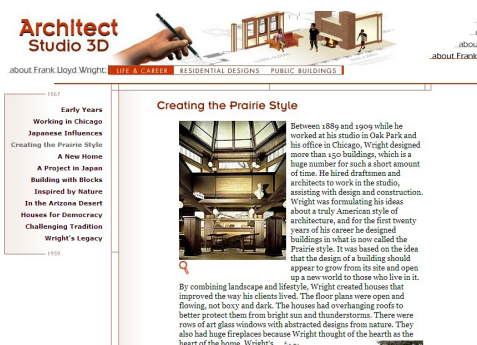 Architect
Studio 3D
about Frank Lloyd Wright:
LIFE & CAREER
RESIDENTIAL DESIGNS
PUBLIC BUILDINGS
about Frank
1867
Early Years
Working in Chicago
Japanese Influences
Creating the Prairie Style
A New Home
A Project in Japan
Building with Blocks
Inspired by Nature
In the Arizona Desert
Houses for Democracy
Challenging Tradition
Wright's Legacy
1959
Creating the Prairie Style
Between 1889 and 1909 while he
worked at his studio in Oak Park and
his office in Chicago, Wright designed
more than 150 buildings, which is a
huge number for such a short amount
of time. He hired draftsmen and
architects to work in the studio,
assisting with design and construction.
Wright was formulating his ideas
about a truly American style of
architecture, and for the first twenty
years of his career he designed
buildings in what is now called the
Prairie style. It was based on the idea
that the design of a building should
appear to grow from its site and open
up a new world to those who live in it.
By combining landscape and lifestyle, Wright created houses that
improved the way his clients lived. The floor plans were open and
flowing, not boxy and dark. The houses had overhanging roofs to
better protect them from bright sun and thunderstorms. There were
rows of art glass windows with abstracted designs from nature. They
also had huge fireplaces because Wright thought of the hearth as the
heart of the home. Wright's